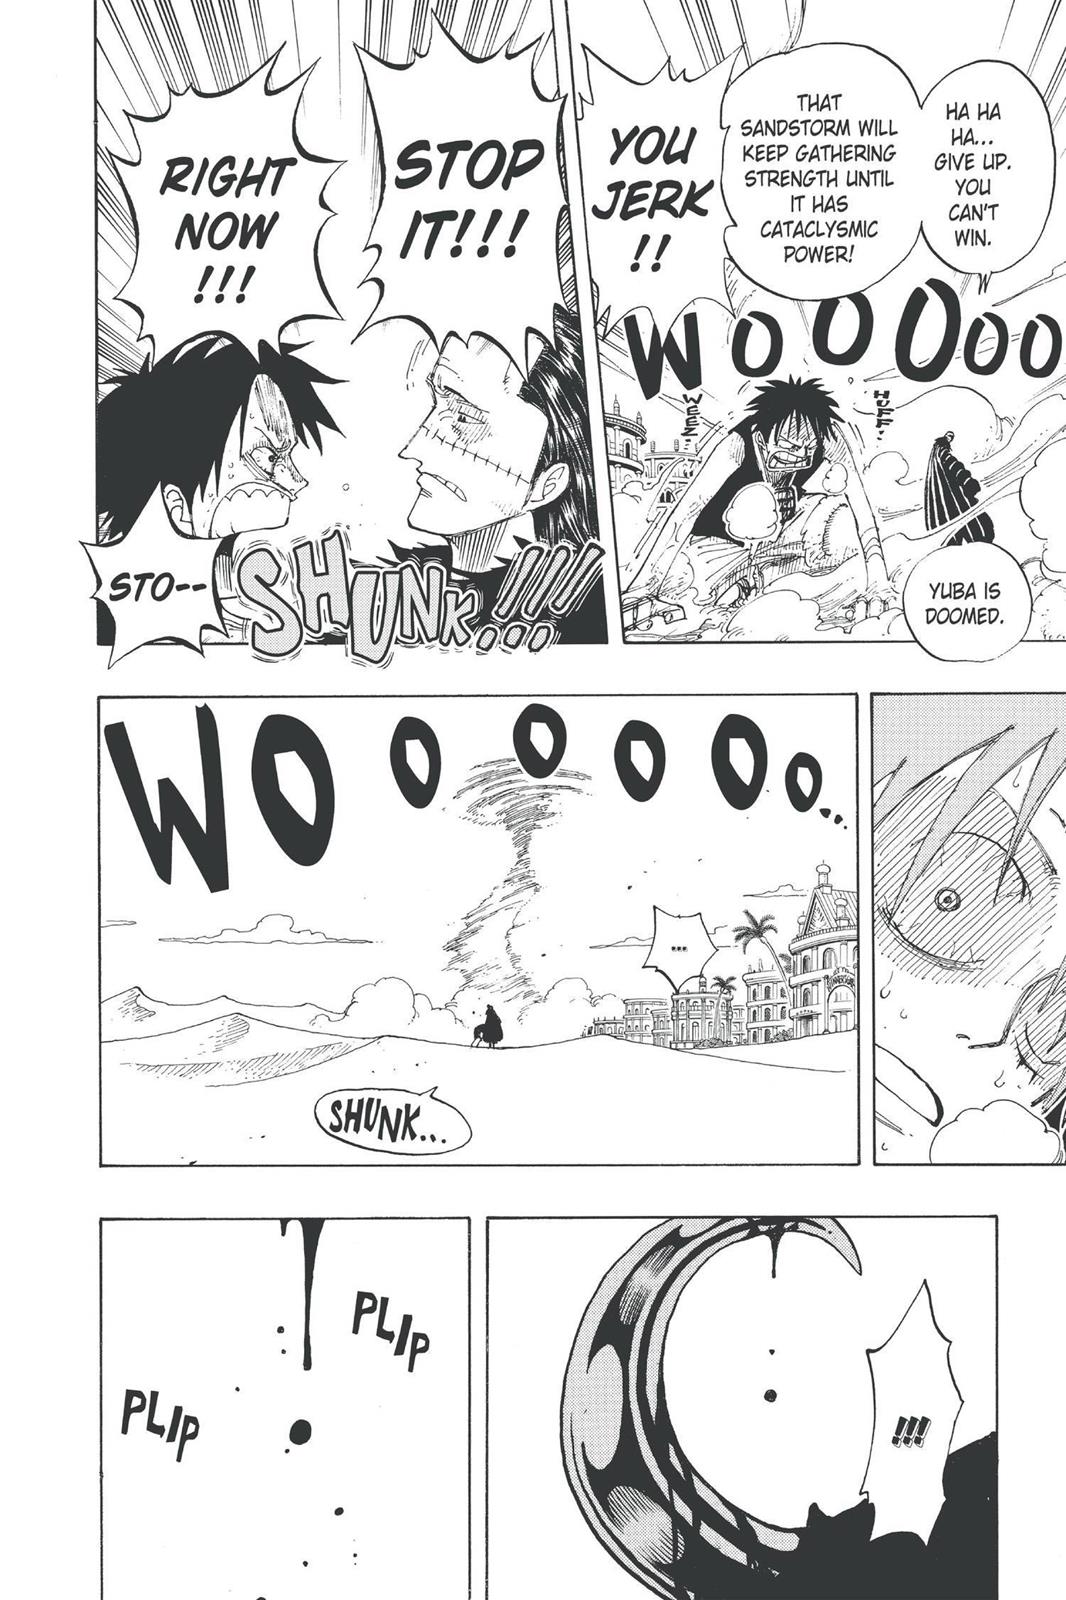 HA HA
HA...
GIVE UP.
YOU
CAN'T
WIN.
THAT
SANDSTORM WILL
KEEP GATHERING
STRENGTH UNTIL
IT HAS
CATACLYSMIC
POWER!
YOU
JERK
!!
WOOOOOO
WEEZ
HUFF!
YUBA IS
DOOMED.
STOP
IT!!!
RIGHT
NOW
!!!
STO--
SHUNK!!!
WOOOOOOO...
...
SHUNK...
!!!
PLIP
PLIP